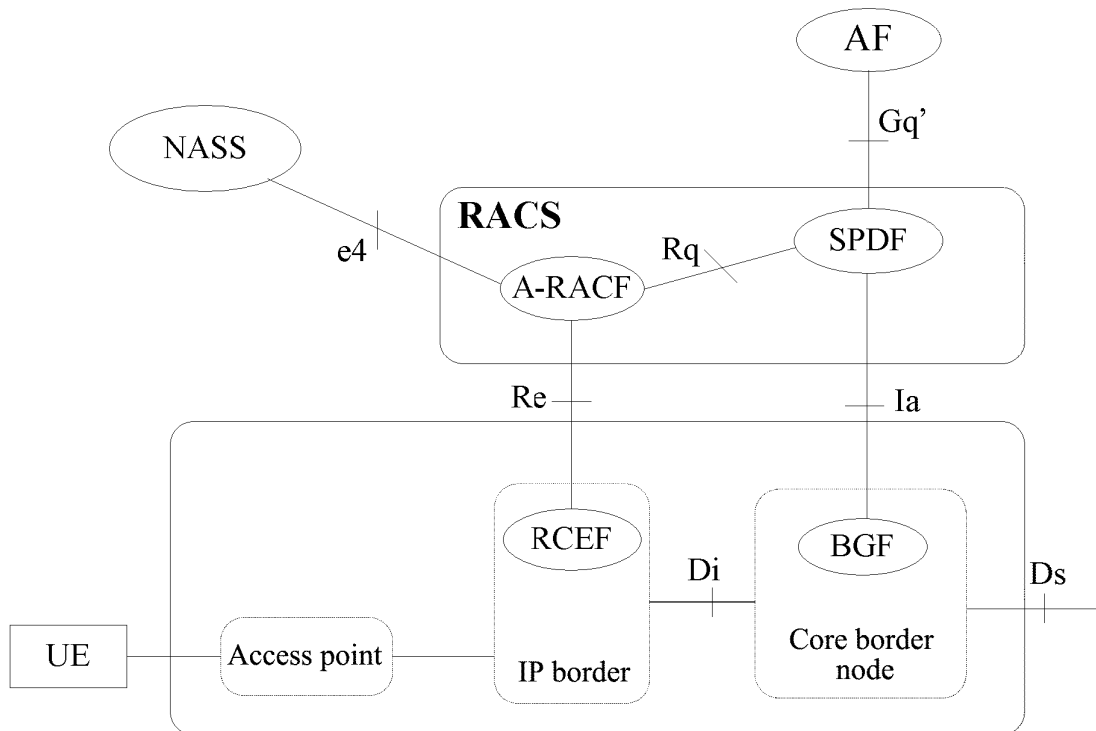 AF
Gq’
NASS
RACS
SPDF
Rq
e4
A-RACF
Re
Ia
RCEF
BGF
Di
Ds
UE
Access point
IP border
Core border
node